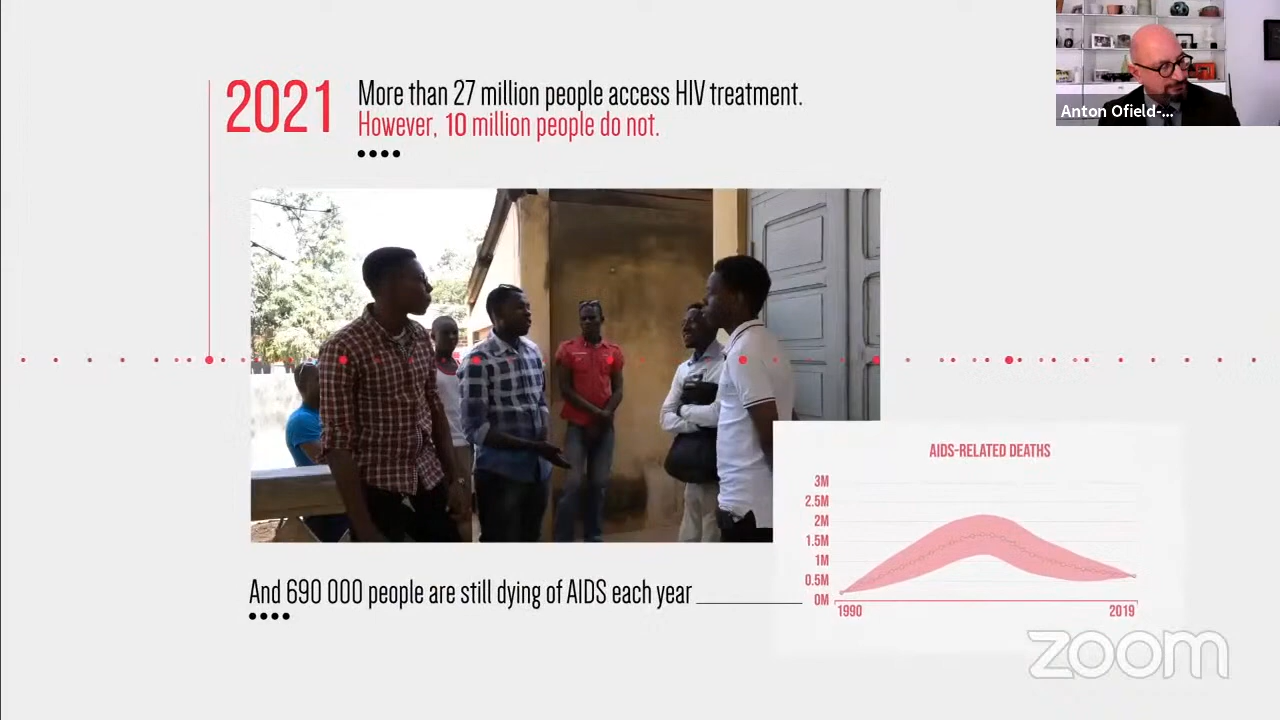 Anton Ofield-...
2021
More than 27 million people access HIV treatment.
However, 10 million people do not.
AIDS-RELATED DEATHS
3M
2.5M
2M
1.5M
1M
0.5M
0M
1990
2019
And 690 000 people are still dying of AIDS each year
zoom